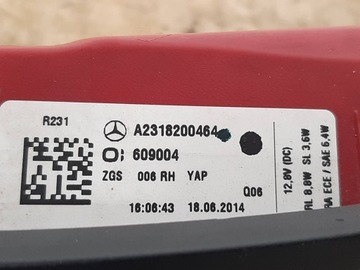 R231
A2318200464
609004
ZGS 006 RH YAP
Q06
16:06:43 18.06.2014
12,8V (DC)
RL 8,8W SL 3,6W
ECE / SAE 6,4W